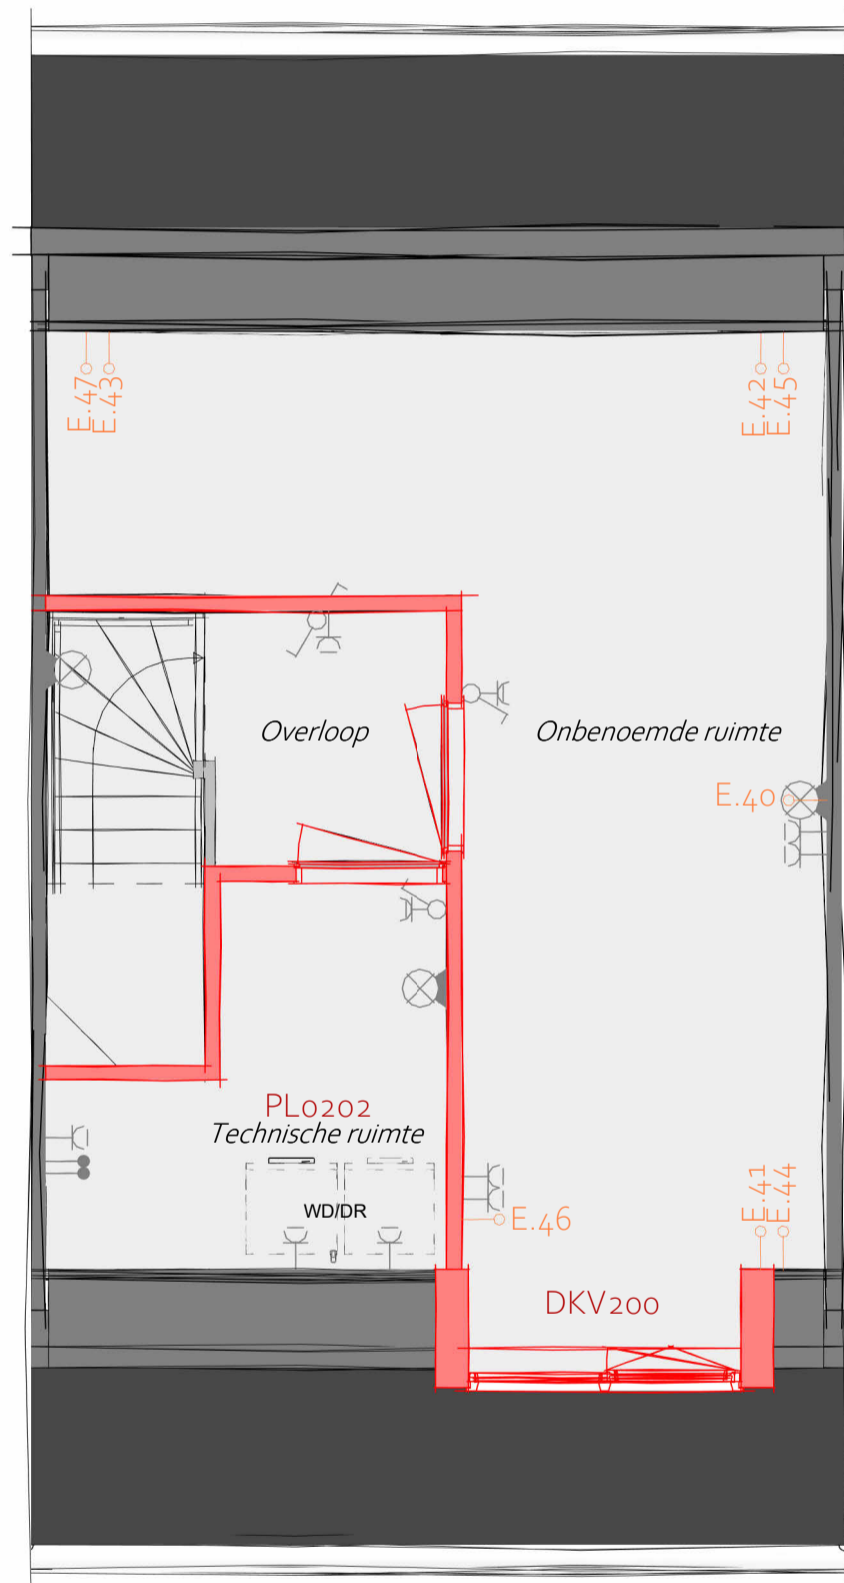 E.47
E.43
E.42
E.45
Overloop
Onbenoemde ruimte
E.40
PL0202
Technische ruimte
WD/DR
E.46
E.41
E.44
DKV200